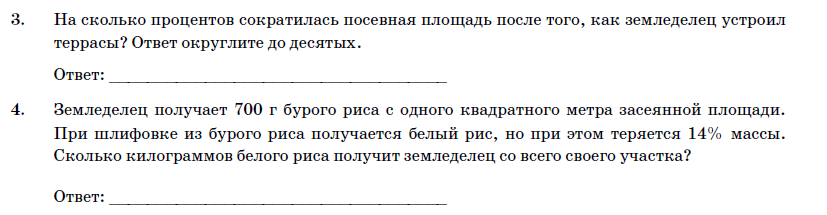 3. На сколько процентов сократилась посевная площадь после того, как земледелец устроил
террасы? Ответ округлите до десятых.
Ответ: ________________________________________
4. Земледелец получает 700 г бурого риса с одного квадратного метра засеянной площади.
При шлифовке из бурого риса получается белый рис, но при этом теряется 14% массы.
Сколько килограммов белого риса получит земледелец со всего своего участка?
Ответ: ________________________________________